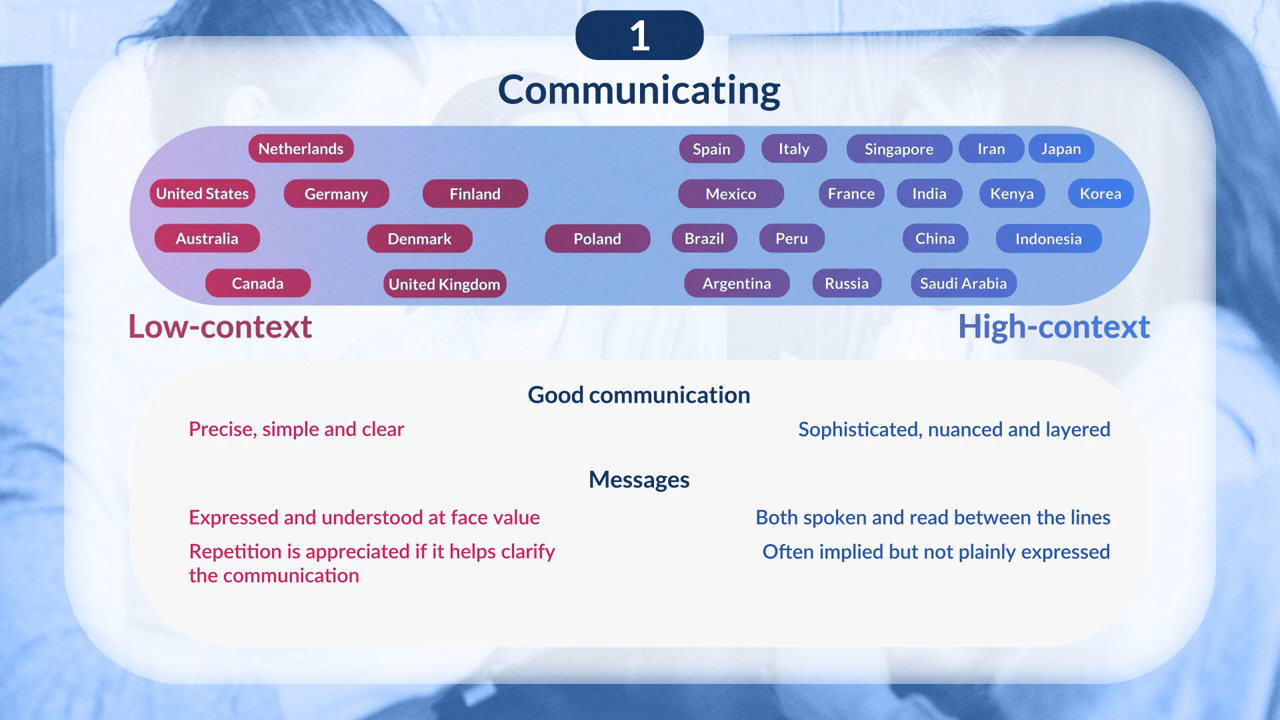 1
Communicating
Netherlands Spain Italy Singapore Iran Japan
United States Germany Finland Mexico France India Kenya Korea
Australia Denmark Poland Brazil Peru China Indonesia
Canada United Kingdom Argentina Russia Saudi Arabia
Low-context High-context
Good communication
Precise, simple and clear Sophisticated, nuanced and layered
Messages
Expressed and understood at face value Both spoken and read between the lines
Repetition is appreciated if it helps clarify Often implied but not plainly expressed
the communication